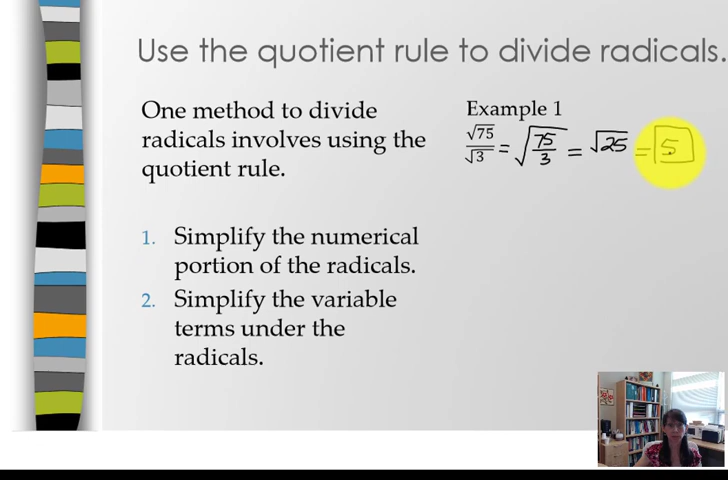 Use the quotient rule to divide radicals.
One method to divide
radicals involves using the
quotient rule.
1. Simplify the numerical
portion of the radicals.
2. Simplify the variable
terms under the
radicals.
Example 1
√75/√3 = √(75/3) = √25 = 5